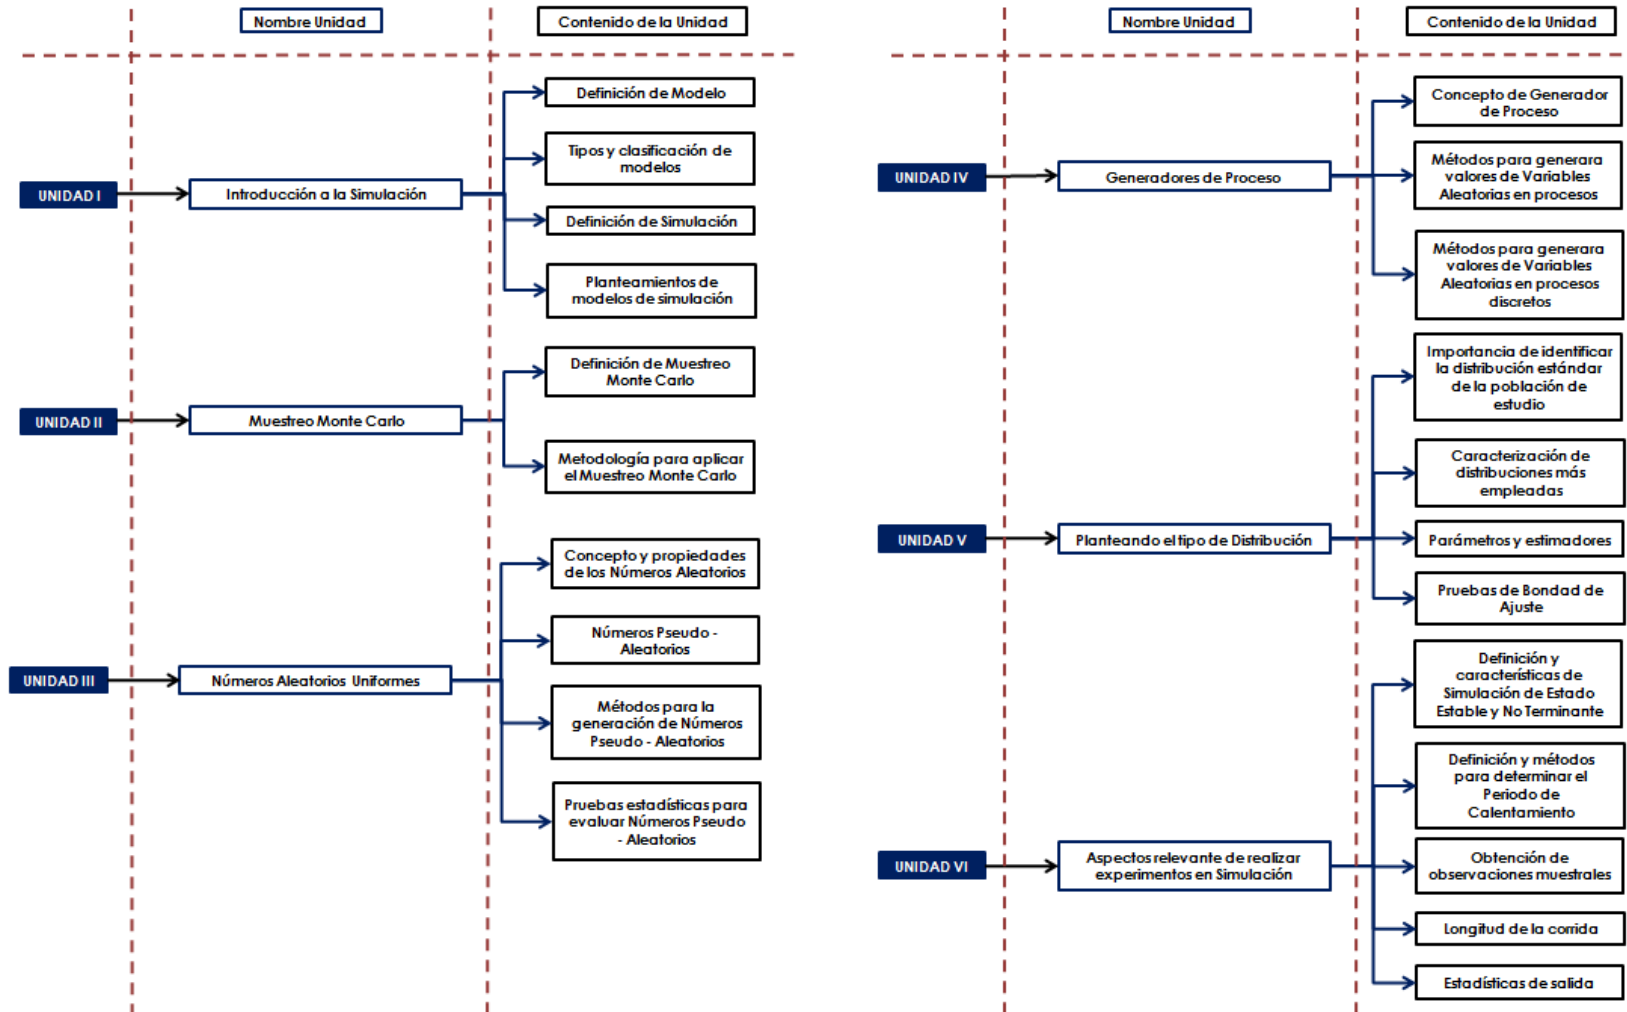 Nombre Unidad
Contenido de la Unidad
UNIDAD I
Introducción a la Simulación
Definición de Modelo
Tipos y clasificación de
modelos
Definición de Simulación
Planteamientos de
modelos de simulación
UNIDAD II
Muestreo Monte Carlo
Definición de Muestreo
Monte Carlo
Metodología para aplicar
el Muestreo Monte Carlo
UNIDAD III
Números Aleatorios Uniformes
Concepto y propiedades
de los Números Aleatorios
Números Pseudo -
Aleatorios
Métodos para la
generación de Números
Pseudo - Aleatorios
Pruebas estadísticas para
evaluar Números Pseudo
- Aleatorios
Nombre Unidad
Contenido de la Unidad
UNIDAD IV
Generadores de Proceso
Concepto de Generador
de Proceso
Métodos para generara
valores de Variables
Aleatorias en procesos
Métodos para generara
valores de Variables
Aleatorias en procesos
discretos
UNIDAD V
Planteando el tipo de Distribución
Importancia de identificar
la distribución estándar
de la población de
estudio
Caracterización de
distribuciones más
empleadas
Parámetros y estimadores
Pruebas de Bondad de
Ajuste
UNIDAD VI
Aspectos relevante de realizar
experimentos en Simulación
Definición y
características de
Simulación de Estado
Estable y No Terminante
Definición y métodos
para determinar el
Periodo de
Calentamiento
Obtención de
observaciones muestrales
Longitud de la corrida
Estadísticas de salida